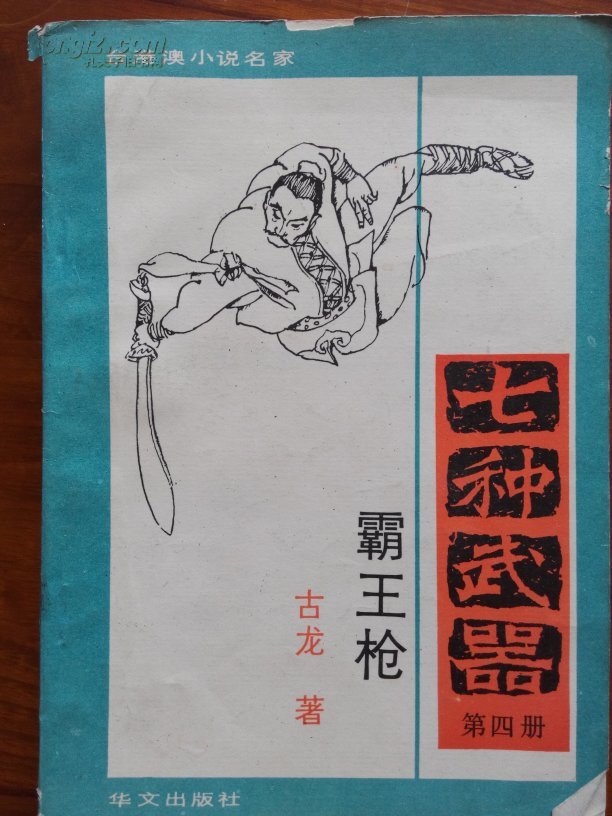 台港澳小说名家
七种武器
第四册
霸王枪
古龙 著
华文出版社